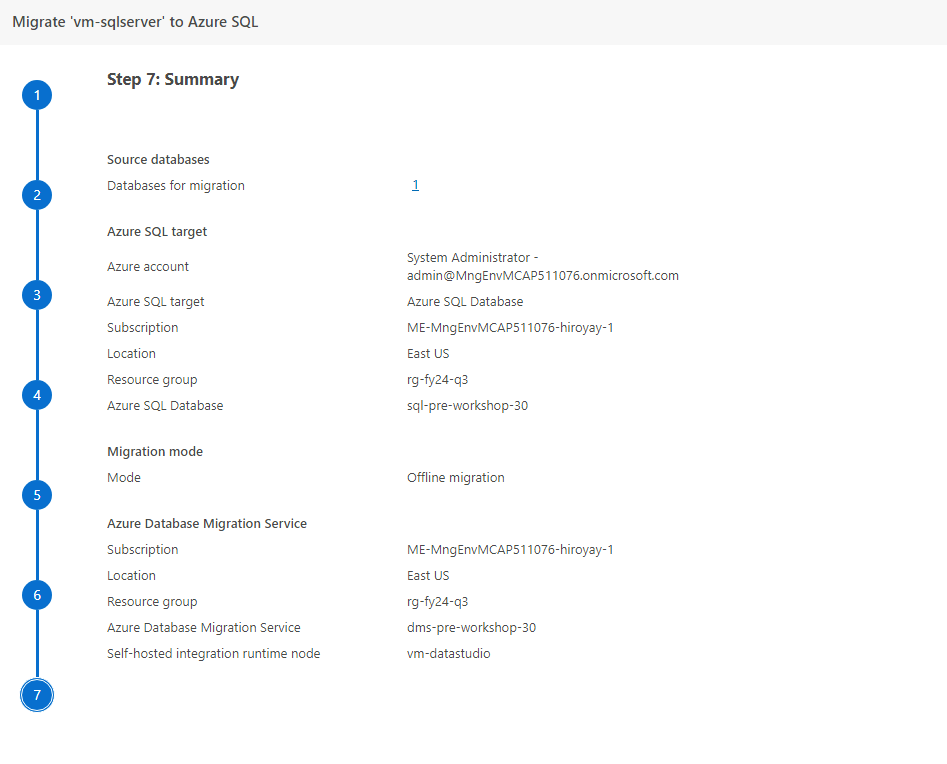 Migrate 'vm-sqlserver' to Azure SQL
1
Step 7: Summary
Source databases
Databases for migration 1
2
Azure SQL target
Azure account System Administrator -
admin@MngEnvMCAP511076.onmicrosoft.com
3
Azure SQL target Azure SQL Database
Subscription ME-MngEnvMCAP511076-hiroyay-1
Location East US
Resource group rg-fy24-q3
4
Azure SQL Database sql-pre-workshop-30
Migration mode
Mode Offline migration
5
Azure Database Migration Service
Subscription ME-MngEnvMCAP511076-hiroyay-1
Location East US
6
Resource group rg-fy24-q3
Azure Database Migration Service dms-pre-workshop-30
Self-hosted integration runtime node vm-datastudio
7